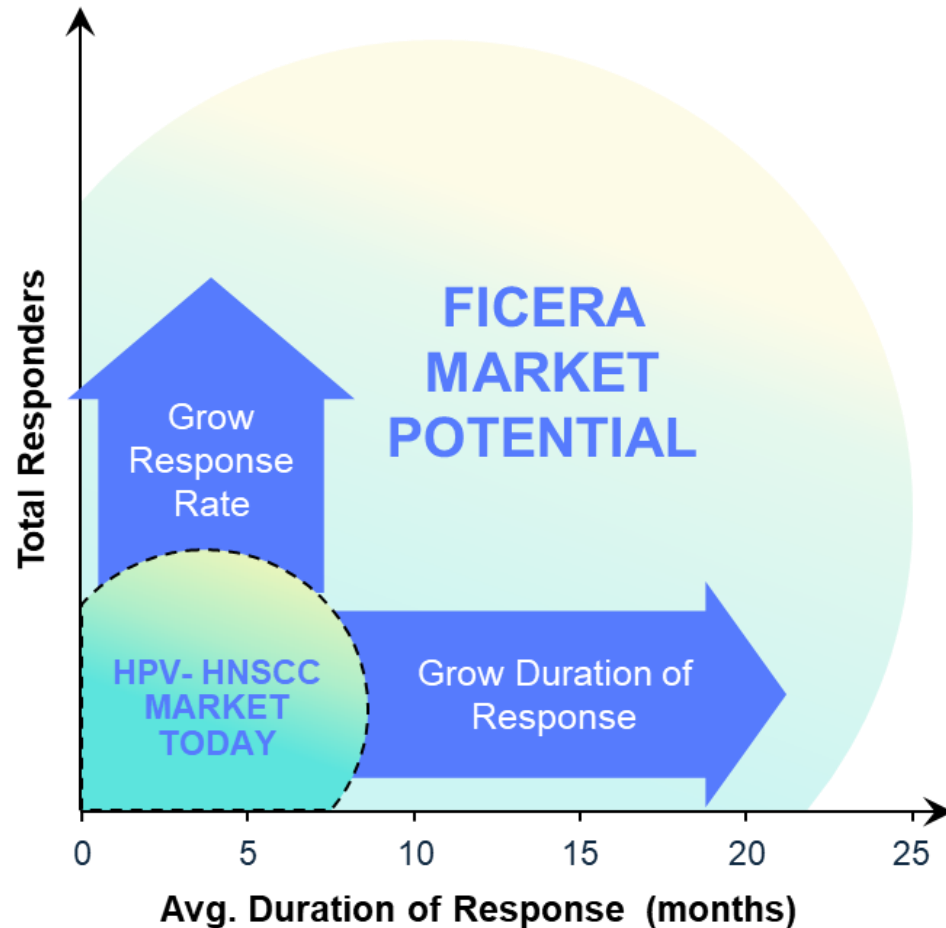 Total Responders
FICERA
MARKET
POTENTIAL
Grow
Response
Rate
HPV- HNSCC
MARKET
TODAY
Grow Duration of
Response
0 5 10 15 20 25
Avg. Duration of Response (months)